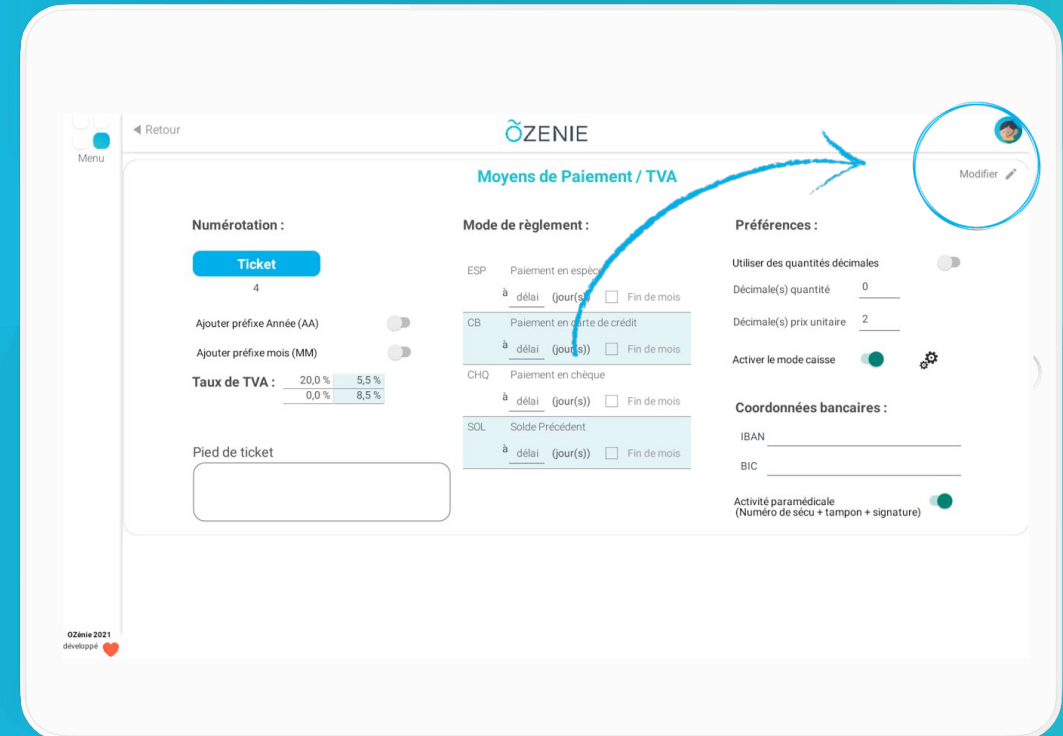 Menu
◀ Retour
ÕZENIE
Moyens de Paiement / TVA
Modifier
Numérotation :
Ticket
4
Ajouter préfixe Année (AA)
Ajouter préfixe mois (MM)
Taux de TVA :
20,0 % 5,5 %
0,0 % 8,5 %
Pied de ticket
Mode de règlement :
ESP Paiement en espèce
à délai (jour(s)) Fin de mois
CB Paiement en carte de crédit
à délai (jour(s)) Fin de mois
CHQ Paiement en chèque
à délai (jour(s)) Fin de mois
SOL Solde Précédent
à délai (jour(s)) Fin de mois
Préférences :
Utiliser des quantités décimales
Décimale(s) quantité 0
Décimale(s) prix unitaire 2
Activer le mode caisse
Coordonnées bancaires :
IBAN
BIC
Activité paramédicale
(Numéro de sécu + tampon + signature)
OZénie 2021
développé